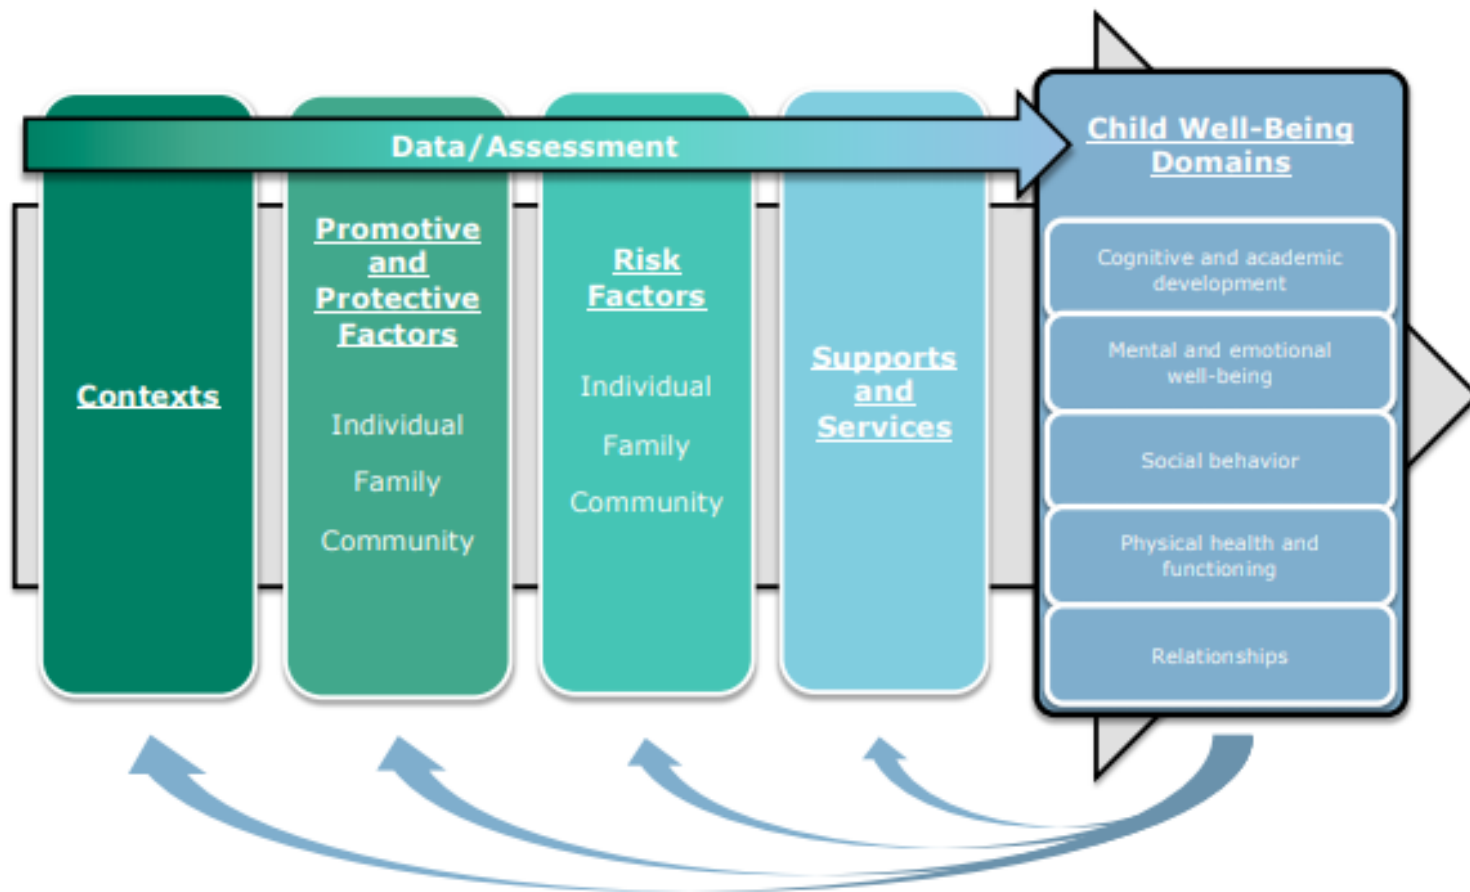 Data/Assessment
Contexts
Promotive
and
Protective
Factors
Individual
Family
Community
Risk
Factors
Individual
Family
Community
Supports
and
Services
Child Well-Being
Domains
Cognitive and academic
development
Mental and emotional
well-being
Social behavior
Physical health and
functioning
Relationships